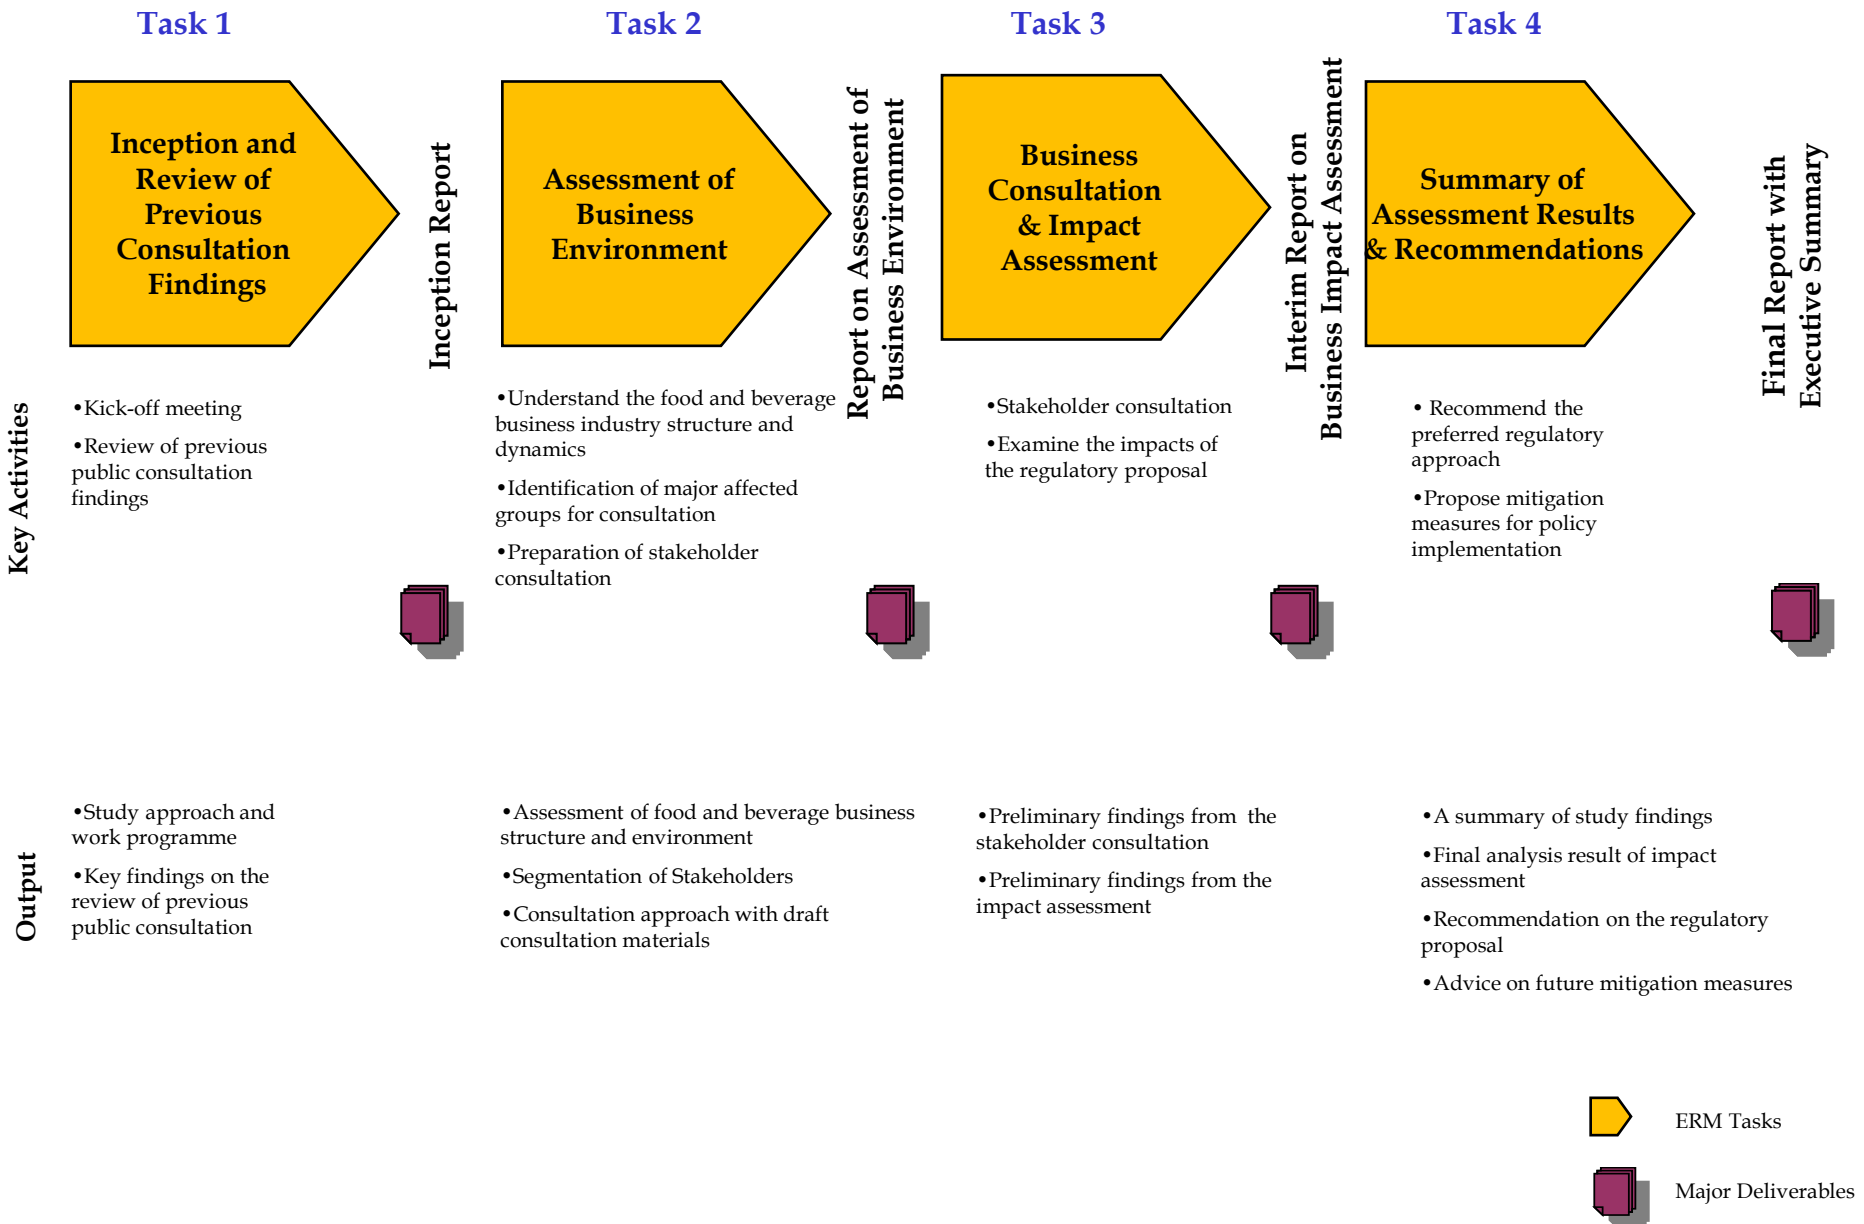 Task 1
Task 2
Task 3
Task 4
Inception and
Review of
Previous
Consultation
Findings
Inception Report
Assessment of
Business
Environment
Report on Assessment of
Business Environment
Business
Consultation
& Impact
Assessment
Interim Report on
Business Impact Assessment
Summary of
Assessment Results
& Recommendations
Final Report with
Executive Summary
Key Activities
•Kick-off meeting
•Review of previous
public consultation
findings
•Understand the food and beverage
business industry structure and
dynamics
•Identification of major affected
groups for consultation
•Preparation of stakeholder
consultation
•Stakeholder consultation
•Examine the impacts of
the regulatory proposal
• Recommend the
preferred regulatory
approach
•Propose mitigation
measures for policy
implementation
Output
•Study approach and
work programme
•Key findings on the
review of previous
public consultation
•Assessment of food and beverage business
structure and environment
•Segmentation of Stakeholders
•Consultation approach with draft
consultation materials
•Preliminary findings from  the
stakeholder consultation
•Preliminary findings from the
impact assessment
•A summary of study findings
•Final analysis result of impact
assessment
•Recommendation on the regulatory
proposal
•Advice on future mitigation measures
ERM Tasks
Major Deliverables